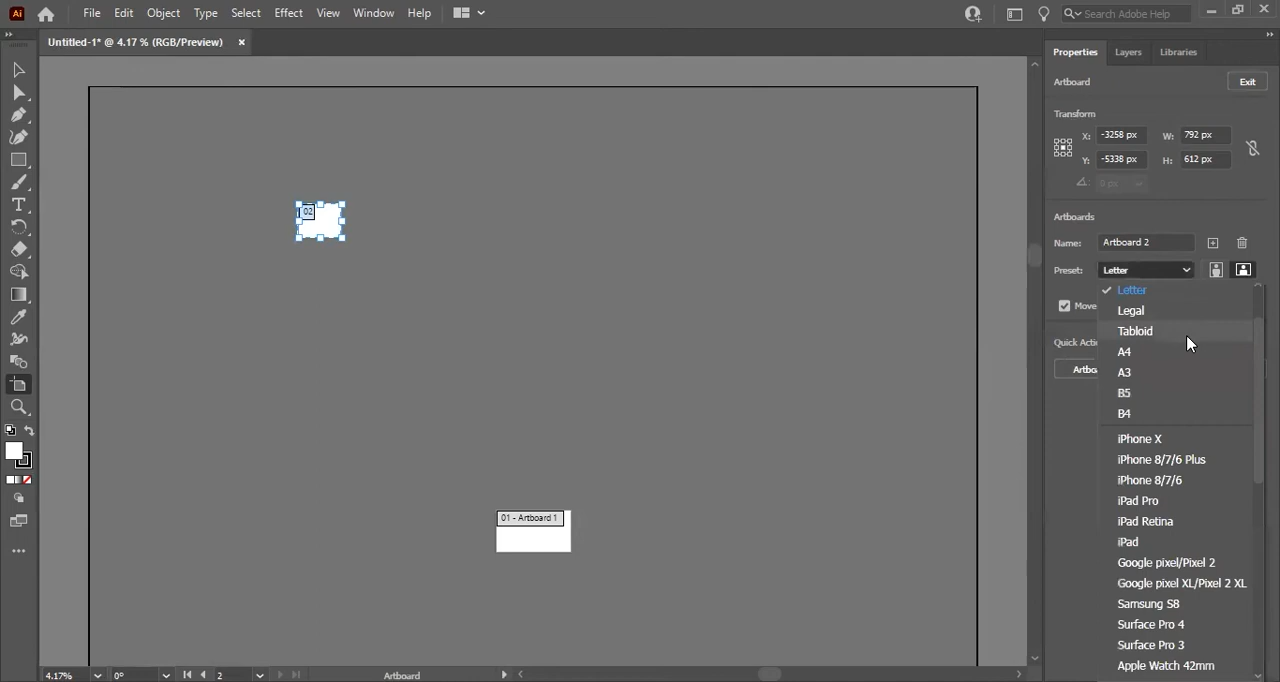 Ai File Edit Object Type Select Effect View Window Help Search Adobe Help
Untitled-1* @ 4.17 % (RGB/Preview) ×
Properties Layers Libraries
Artboard Exit
Transform
X: -3258 px W: 792 px
Y: -5338 px H: 612 px
0 px
Artboards
Name: Artboard 2
Preset: Letter
Letter
Move
Legal
Tabloid
Quick Acti
A4
Artbo
A3
B5
B4
iPhone X
iPhone 8/7/6 Plus
iPhone 8/7/6
iPad Pro
iPad Retina
iPad
Google pixel/Pixel 2
Google pixel XL/Pixel 2 XL
Samsung S8
Surface Pro 4
Surface Pro 3
Apple Watch 42mm
02
01 - Artboard 1
4.17% 0° 2 Artboard